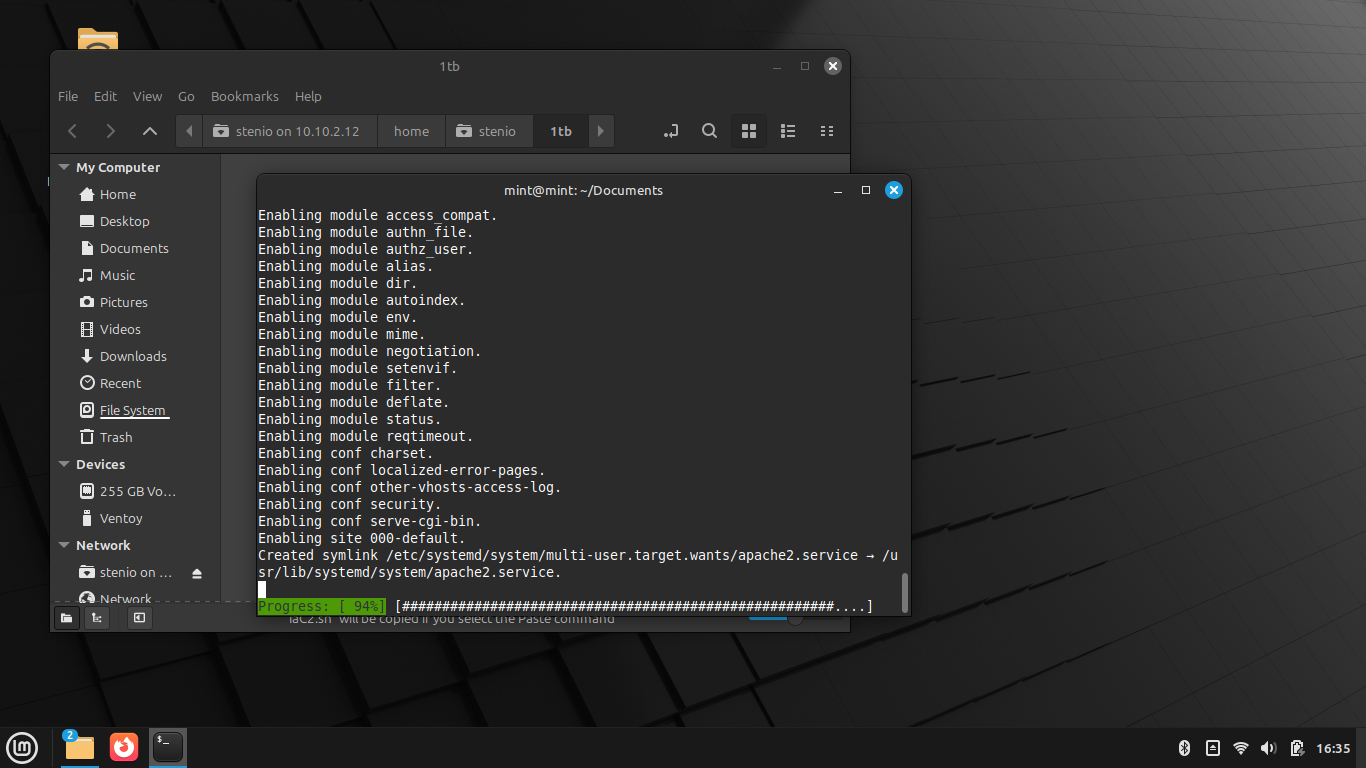 1tb
File Edit View Go Bookmarks Help
stenio on 10.10.2.12 home stenio 1tb
My Computer
Home
Desktop
Documents
Music
Pictures
Videos
Downloads
Recent
File System
Trash
Devices
255 GB Vo...
Ventoy
Network
stenio on ...
Network
mint@mint: ~/Documents
Enabling module access_compat.
Enabling module authn_file.
Enabling module authz_user.
Enabling module alias.
Enabling module dir.
Enabling module autoindex.
Enabling module env.
Enabling module mime.
Enabling module negotiation.
Enabling module setenvif.
Enabling module filter.
Enabling module deflate.
Enabling module status.
Enabling module reqtimeout.
Enabling conf charset.
Enabling conf localized-error-pages.
Enabling conf other-vhosts-access-log.
Enabling conf security.
Enabling conf serve-cgi-bin.
Enabling site 000-default.
Created symlink /etc/systemd/system/multi-user.target.wants/apache2.service → /u
sr/lib/systemd/system/apache2.service.
Progress: [ 94%] [######################################################....]
will be copied if you select the Paste command
2
$_
16:35